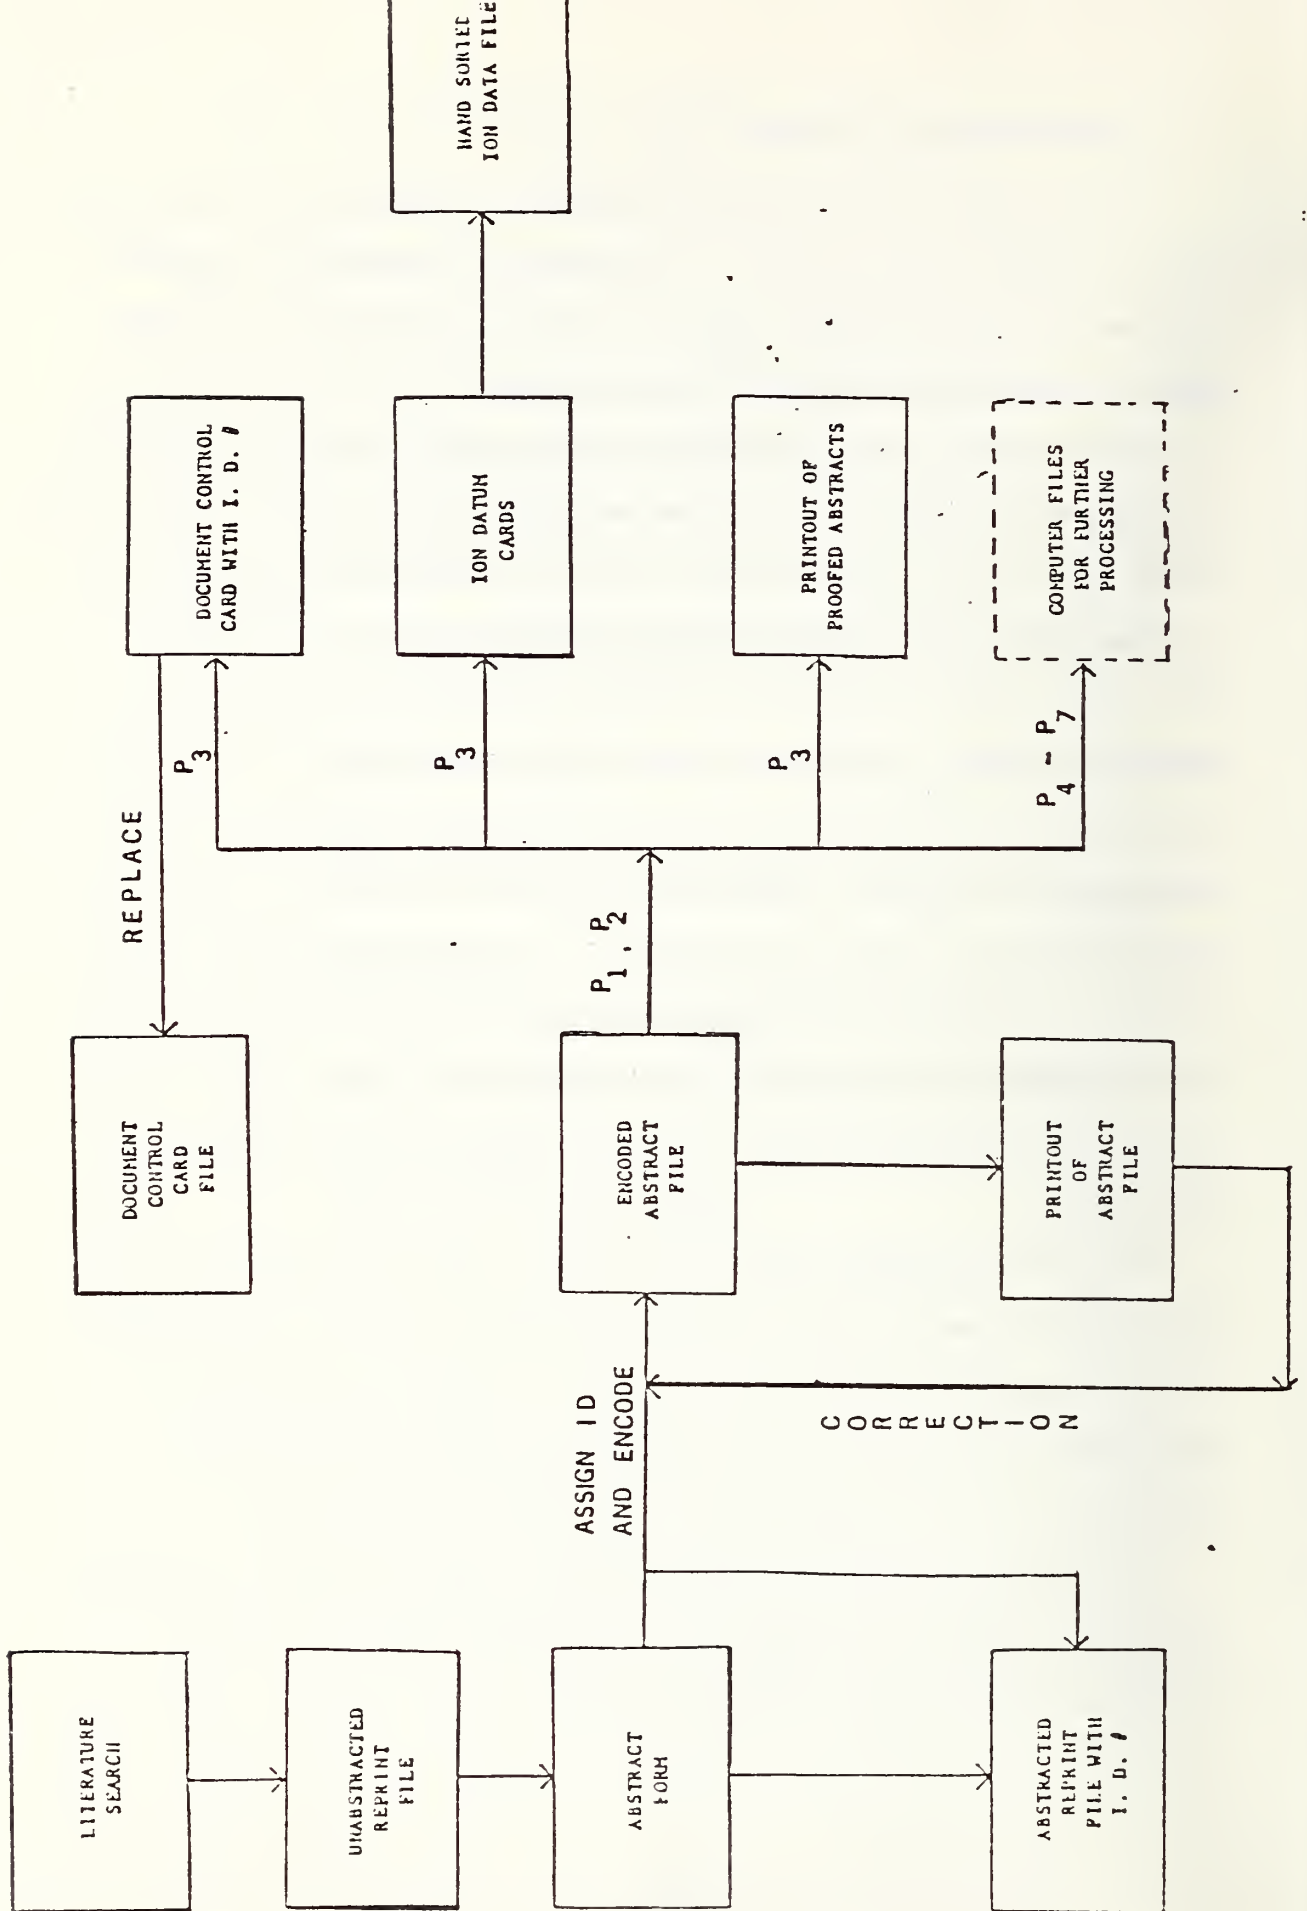 LITERATURE
SEARCH
UNABSTRACTED
REPRINT
FILE
ABSTRACT
FORM
ABSTRACTED
REPRINT
FILE WITH
I. D. #
ASSIGN ID
AND ENCODE
CORRECTION
DOCUMENT
CONTROL
CARD
FILE
ENCODED
ABSTRACT
FILE
PRINTOUT
OF
ABSTRACT
FILE
REPLACE
P1, P2
P3
P3
P3
P4 - P7
DOCUMENT CONTROL
CARD WITH I. D. #
ION DATUM
CARDS
PRINTOUT OF
PROOFED ABSTRACTS
COMPUTER FILES
FOR FURTHER
PROCESSING
HAND SORTED
ION DATA FILE